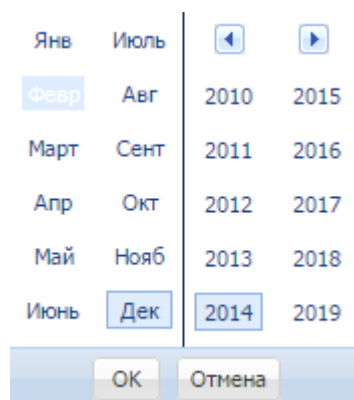 Янв Июль
Февр Авг 2010 2015
Март Сент 2011 2016
Апр Окт 2012 2017
Май Нояб 2013 2018
Июнь Дек 2014 2019
OK Отмена